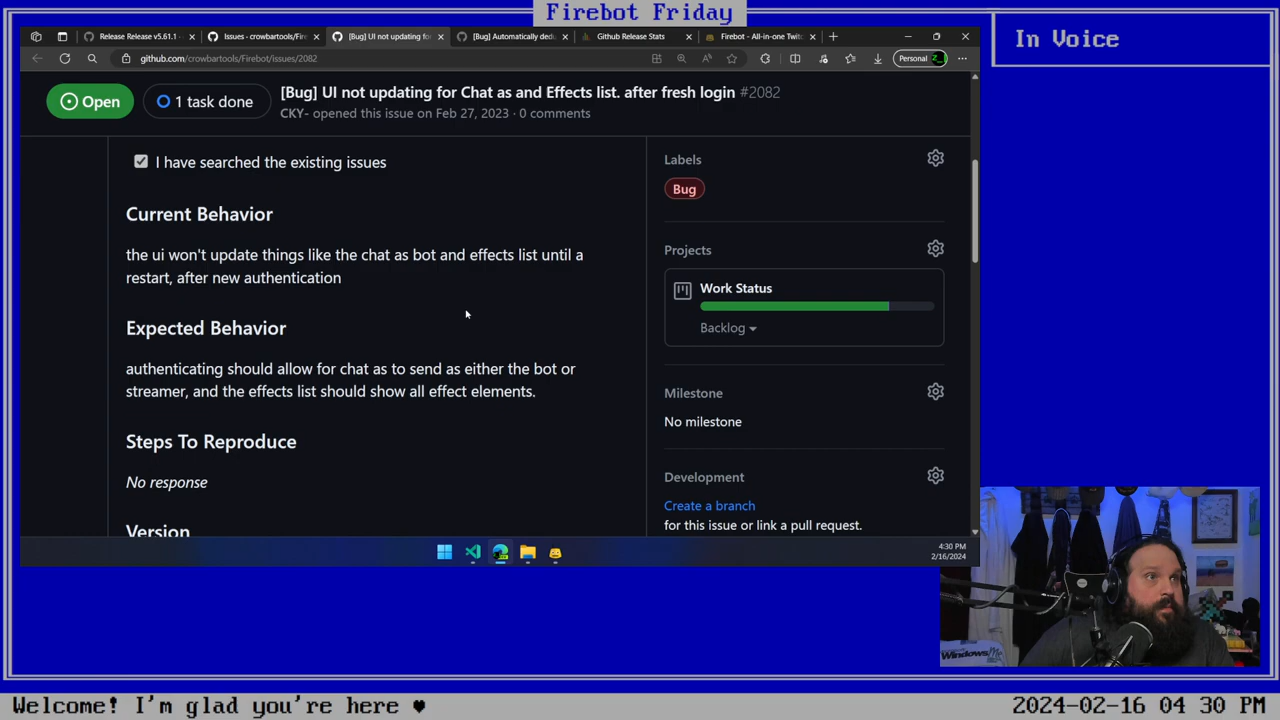 Firebot Friday
In Voice
Release Release v5.61.1 -
Issues - crowbartools/Fire
[Bug] UI not updating for
[Bug] Automatically dedu
Github Release Stats
Firebot - All-in-one Twitc
github.com/crowbartools/Firebot/issues/2082
Personal
Open
1 task done
[Bug] UI not updating for Chat as and Effects list. after fresh login #2082
CKY- opened this issue on Feb 27, 2023 · 0 comments
I have searched the existing issues
Current Behavior
the ui won't update things like the chat as bot and effects list until a
restart, after new authentication
Expected Behavior
authenticating should allow for chat as to send as either the bot or
streamer, and the effects list should show all effect elements.
Steps To Reproduce
No response
Version
Labels
Bug
Projects
Work Status
Backlog
Milestone
No milestone
Development
Create a branch
for this issue or link a pull request.
4:30 PM
2/16/2024
Windows
Welcome! I'm glad you're here ♥
2024-02-16 04 30 PM